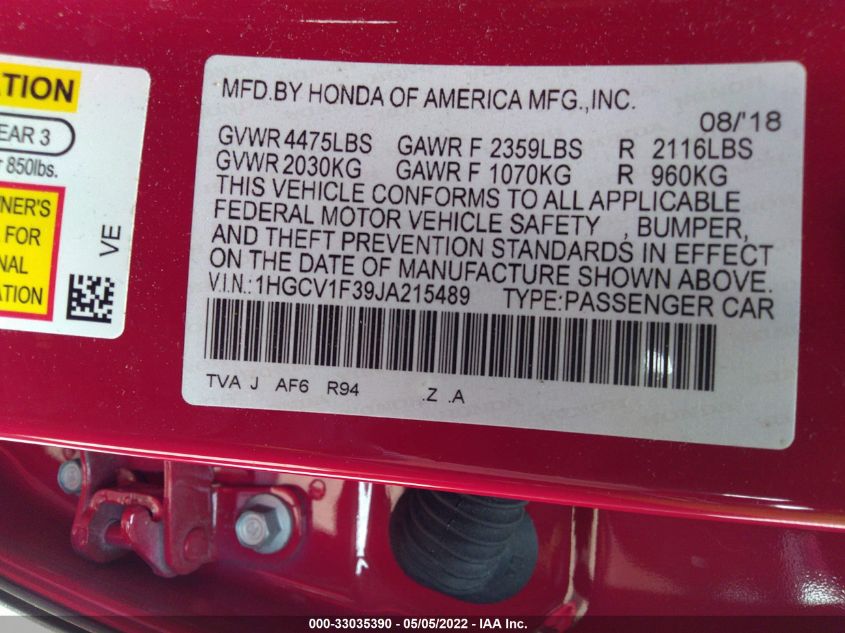 LTION
EAR 3
r 850lbs.
NER'S
FOR
NAL
ATION
VE
MFD.BY HONDA OF AMERICA MFG.,INC.
08/'18
GVWR 4475LBS GAWR F 2359LBS R 2116LBS
GVWR 2030KG GAWR F 1070KG R 960KG
THIS VEHICLE CONFORMS TO ALL APPLICABLE
FEDERAL MOTOR VEHICLE SAFETY , BUMPER,
AND THEFT PREVENTION STANDARDS IN EFFECT
ON THE DATE OF MANUFACTURE SHOWN ABOVE.
V.I.N.:1HGCV1F39JA215489 TYPE:PASSENGER CAR
TVA J AF6 R94 .Z .A
000-33035390 - 05/05/2022 - IAA Inc.